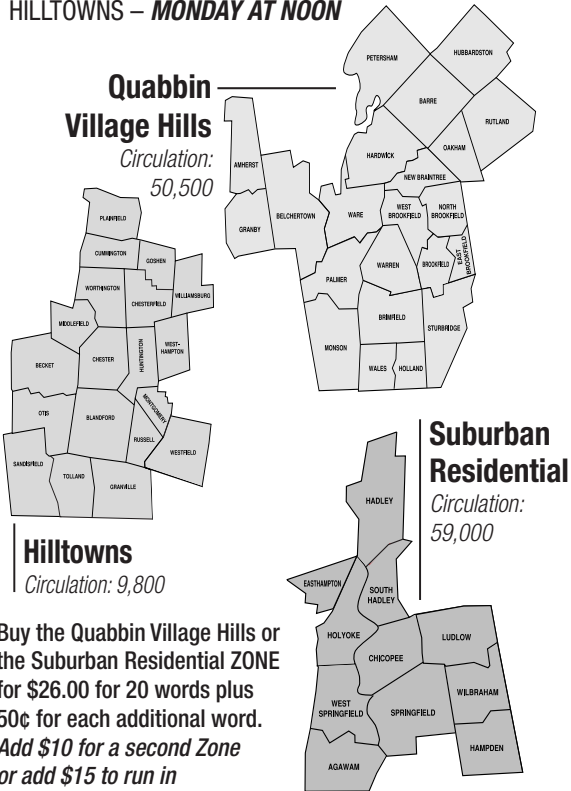 HILLTOWNS – MONDAY AT NOON
Quabbin
Village Hills
Circulation:
50,500
PETERSHAM
HUBBARDSTON
BARRE
RUTLAND
OAKHAM
HARDWICK
NEW BRAINTREE
AMHERST
BELCHERTOWN
GRANBY
WARE
WEST
BROOKFIELD
NORTH
BROOKFIELD
EAST
BROOKFIELD
BROOKFIELD
WARREN
PALMER
BRIMFIELD
STURBRIDGE
MONSON
WALES
HOLLAND
PLAINFIELD
CUMMINGTON
GOSHEN
WORTHINGTON
CHESTERFIELD
WILLIAMSBURG
MIDDLEFIELD
BECKET
CHESTER
HUNTINGTON
WEST-
HAMPTON
OTIS
BLANDFORD
MONTGOMERY
RUSSELL
WESTFIELD
SANDISFIELD
TOLLAND
GRANVILLE
Hilltowns
Circulation: 9,800
Suburban
Residential
Circulation:
59,000
HADLEY
EASTHAMPTON
SOUTH
HADLEY
HOLYOKE
CHICOPEE
LUDLOW
WEST
SPRINGFIELD
SPRINGFIELD
WILBRAHAM
AGAWAM
HAMPDEN
Buy the Quabbin Village Hills or
the Suburban Residential ZONE
for $26.00 for 20 words plus
50¢ for each additional word.
Add $10 for a second Zone
or add $15 to run in